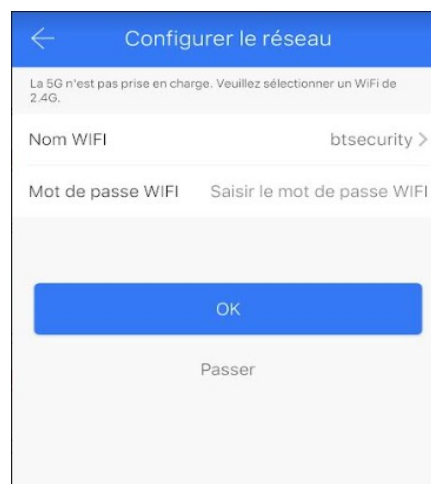 Configurer le réseau
La 5G n'est pas prise en charge. Veuillez sélectionner un WiFi de
2.4G.
Nom WIFI btsecurity >
Mot de passe WIFI Saisir le mot de passe WIFI
OK
Passer